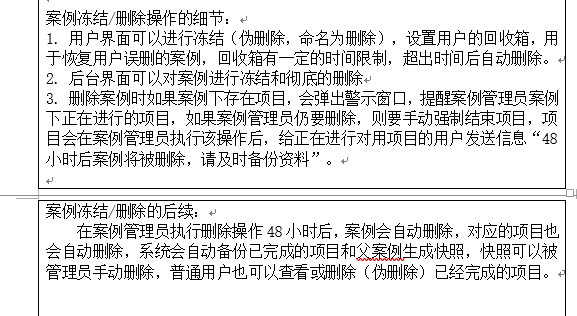 案例冻结/删除操作的细节：
1. 用户界面可以进行冻结（伪删除，命名为删除），设置用户的回收箱，用
于恢复用户误删的案例，回收箱有一定的时间限制，超出时间后自动删除。
2. 后台界面可以对案例进行冻结和彻底的删除
3. 删除案例时如果案例下存在项目，会弹出警示窗口，提醒案例管理员案例
下正在进行的项目，如果案例管理员仍要删除，则要手动强制结束项目，项
目会在案例管理员执行该操作后，给正在进行对用项目的用户发送信息“48
小时后案例将被删除，请及时备份资料”。
案例冻结/删除的后续：
在案例管理员执行删除操作 48 小时后，案例会自动删除，对应的项目也
会自动删除，系统会自动备份已完成的项目和父案例生成快照，快照可以被
管理员手动删除，普通用户也可以查看或删除（伪删除）已经完成的项目。